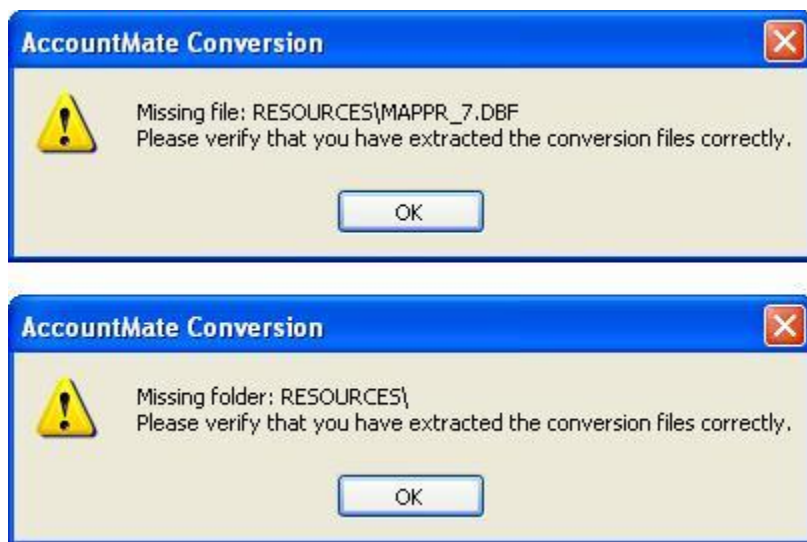 AccountMate Conversion
Missing file: RESOURCES\MAPPR_7.DBF
Please verify that you have extracted the conversion files correctly.
OK
AccountMate Conversion
Missing folder: RESOURCES\
Please verify that you have extracted the conversion files correctly.
OK